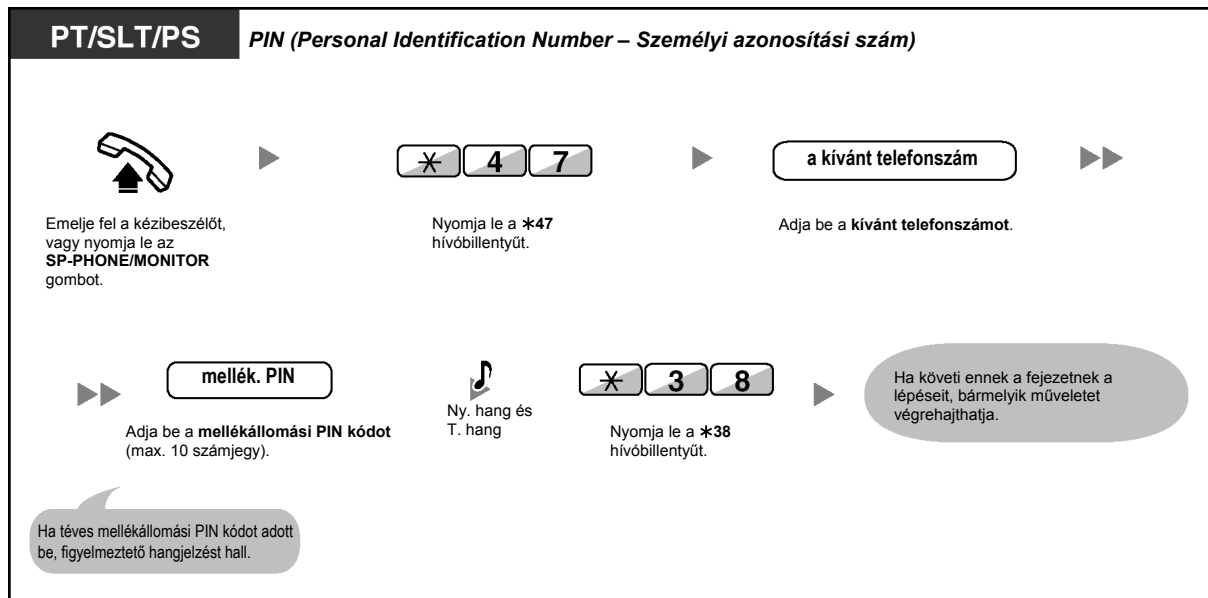 PT/SLT/PS
PIN (Personal Identification Number – Személyi azonosítási szám)
∗ 4 7
a kívánt telefonszám
Emelje fel a kézibeszélőt,
vagy nyomja le az
SP-PHONE/MONITOR
gombot.
Nyomja le a ∗47
hívóbillentyűt.
Adja be a kívánt telefonszámot.
mellék. PIN
Adja be a mellékállomási PIN kódot
(max. 10 számjegy).
Ny. hang és
T. hang
∗ 3 8
Nyomja le a ∗38
hívóbillentyűt.
Ha követi ennek a fejezetnek a
lépéseit, bármelyik műveletet
végrehajthatja.
Ha téves mellékállomási PIN kódot adott
be, figyelmeztető hangjelzést hall.